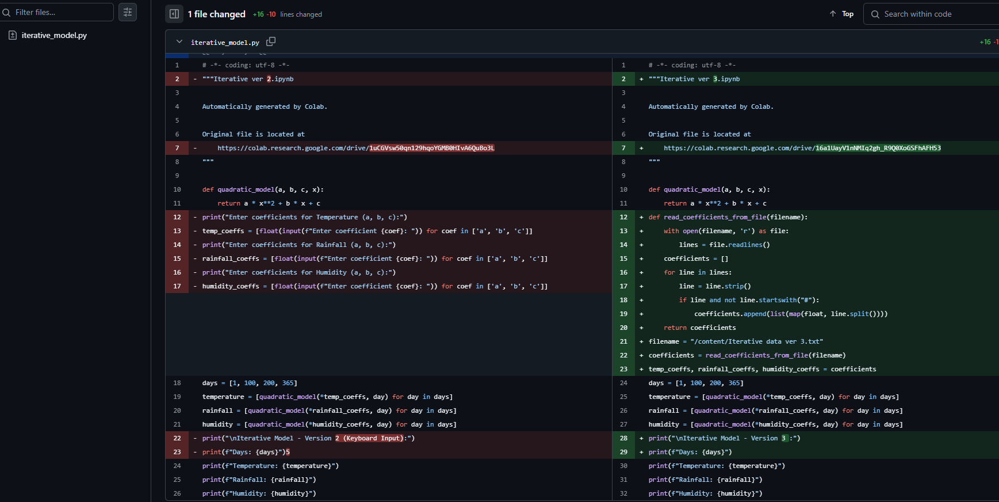 Filter files...
iterative_model.py
1 file changed +16 -10 lines changed
Top
Search within code
iterative_model.py
+16
1 # -*- coding: utf-8 -*-
2 - """Iterative ver 2.ipynb
3
4 Automatically generated by Colab.
5
6 Original file is located at
7 - https://colab.research.google.com/drive/1uCGVsw50qn129hqoYGMB0HIvA6QuBo3L
8 """
9
10 def quadratic_model(a, b, c, x):
11 return a * x**2 + b * x + c
12 - print("Enter coefficients for Temperature (a, b, c):")
13 - temp_coeffs = [float(input(f"Enter coefficient {coef}: ")) for coef in ['a', 'b', 'c']]
14 - print("Enter coefficients for Rainfall (a, b, c):")
15 - rainfall_coeffs = [float(input(f"Enter coefficient {coef}: ")) for coef in ['a', 'b', 'c']]
16 - print("Enter coefficients for Humidity (a, b, c):")
17 - humidity_coeffs = [float(input(f"Enter coefficient {coef}: ")) for coef in ['a', 'b', 'c']]
18 days = [1, 100, 200, 365]
19 temperature = [quadratic_model(*temp_coeffs, day) for day in days]
20 rainfall = [quadratic_model(*rainfall_coeffs, day) for day in days]
21 humidity = [quadratic_model(*humidity_coeffs, day) for day in days]
22 - print("\nIterative Model - Version 2 (Keyboard Input):")
23 - print(f"Days: {days}")5
24 print(f"Temperature: {temperature}")
25 print(f"Rainfall: {rainfall}")
26 print(f"Humidity: {humidity}")
1 # -*- coding: utf-8 -*-
2 + """Iterative ver 3.ipynb
3
4 Automatically generated by Colab.
5
6 Original file is located at
7 + https://colab.research.google.com/drive/16a1UayV1nNMIq2gh_R9Q0XoGSFhAFH53
8 """
9
10 def quadratic_model(a, b, c, x):
11 return a * x**2 + b * x + c
12 + def read_coefficients_from_file(filename):
13 + with open(filename, 'r') as file:
14 + lines = file.readlines()
15 + coefficients = []
16 + for line in lines:
17 + line = line.strip()
18 + if line and not line.startswith("#"):
19 + coefficients.append(list(map(float, line.split())))
20 + return coefficients
21 + filename = "/content/Iterative data ver 3.txt"
22 + coefficients = read_coefficients_from_file(filename)
23 + temp_coeffs, rainfall_coeffs, humidity_coeffs = coefficients
24 days = [1, 100, 200, 365]
25 temperature = [quadratic_model(*temp_coeffs, day) for day in days]
26 rainfall = [quadratic_model(*rainfall_coeffs, day) for day in days]
27 humidity = [quadratic_model(*humidity_coeffs, day) for day in days]
28 + print("\nIterative Model - Version 3 :")
29 + print(f"Days: {days}")
30 print(f"Temperature: {temperature}")
31 print(f"Rainfall: {rainfall}")
32 print(f"Humidity: {humidity}")